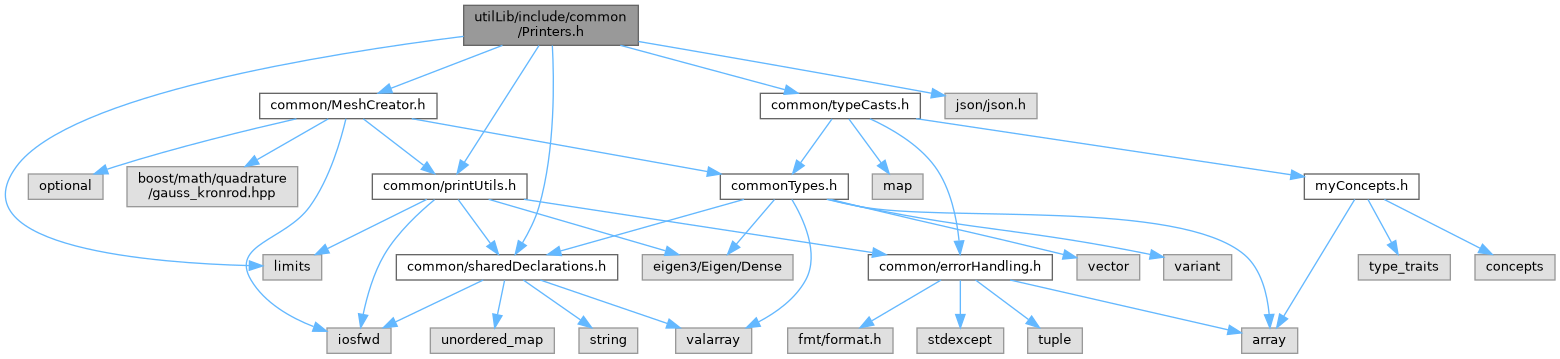 utilLib/include/common
/Printers.h
common/MeshCreator.h
common/typeCasts.h
json/json.h
optional
boost/math/quadrature
/gauss_kronrod.hpp
common/printUtils.h
commonTypes.h
map
myConcepts.h
limits
common/sharedDeclarations.h
eigen3/Eigen/Dense
common/errorHandling.h
vector
variant
type_traits
concepts
iosfwd
unordered_map
string
valarray
fmt/format.h
stdexcept
tuple
array